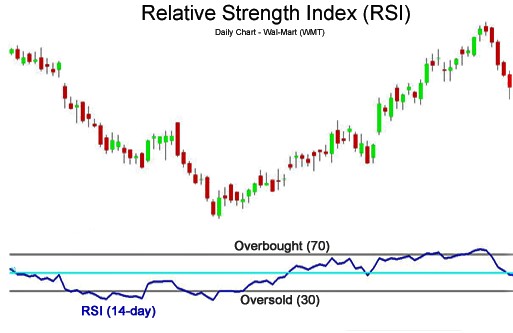 Relative Strength Index (RSI)
Daily Chart - Wal-Mart (WMT)
Overbought (70)
Oversold (30)
RSI (14-day)